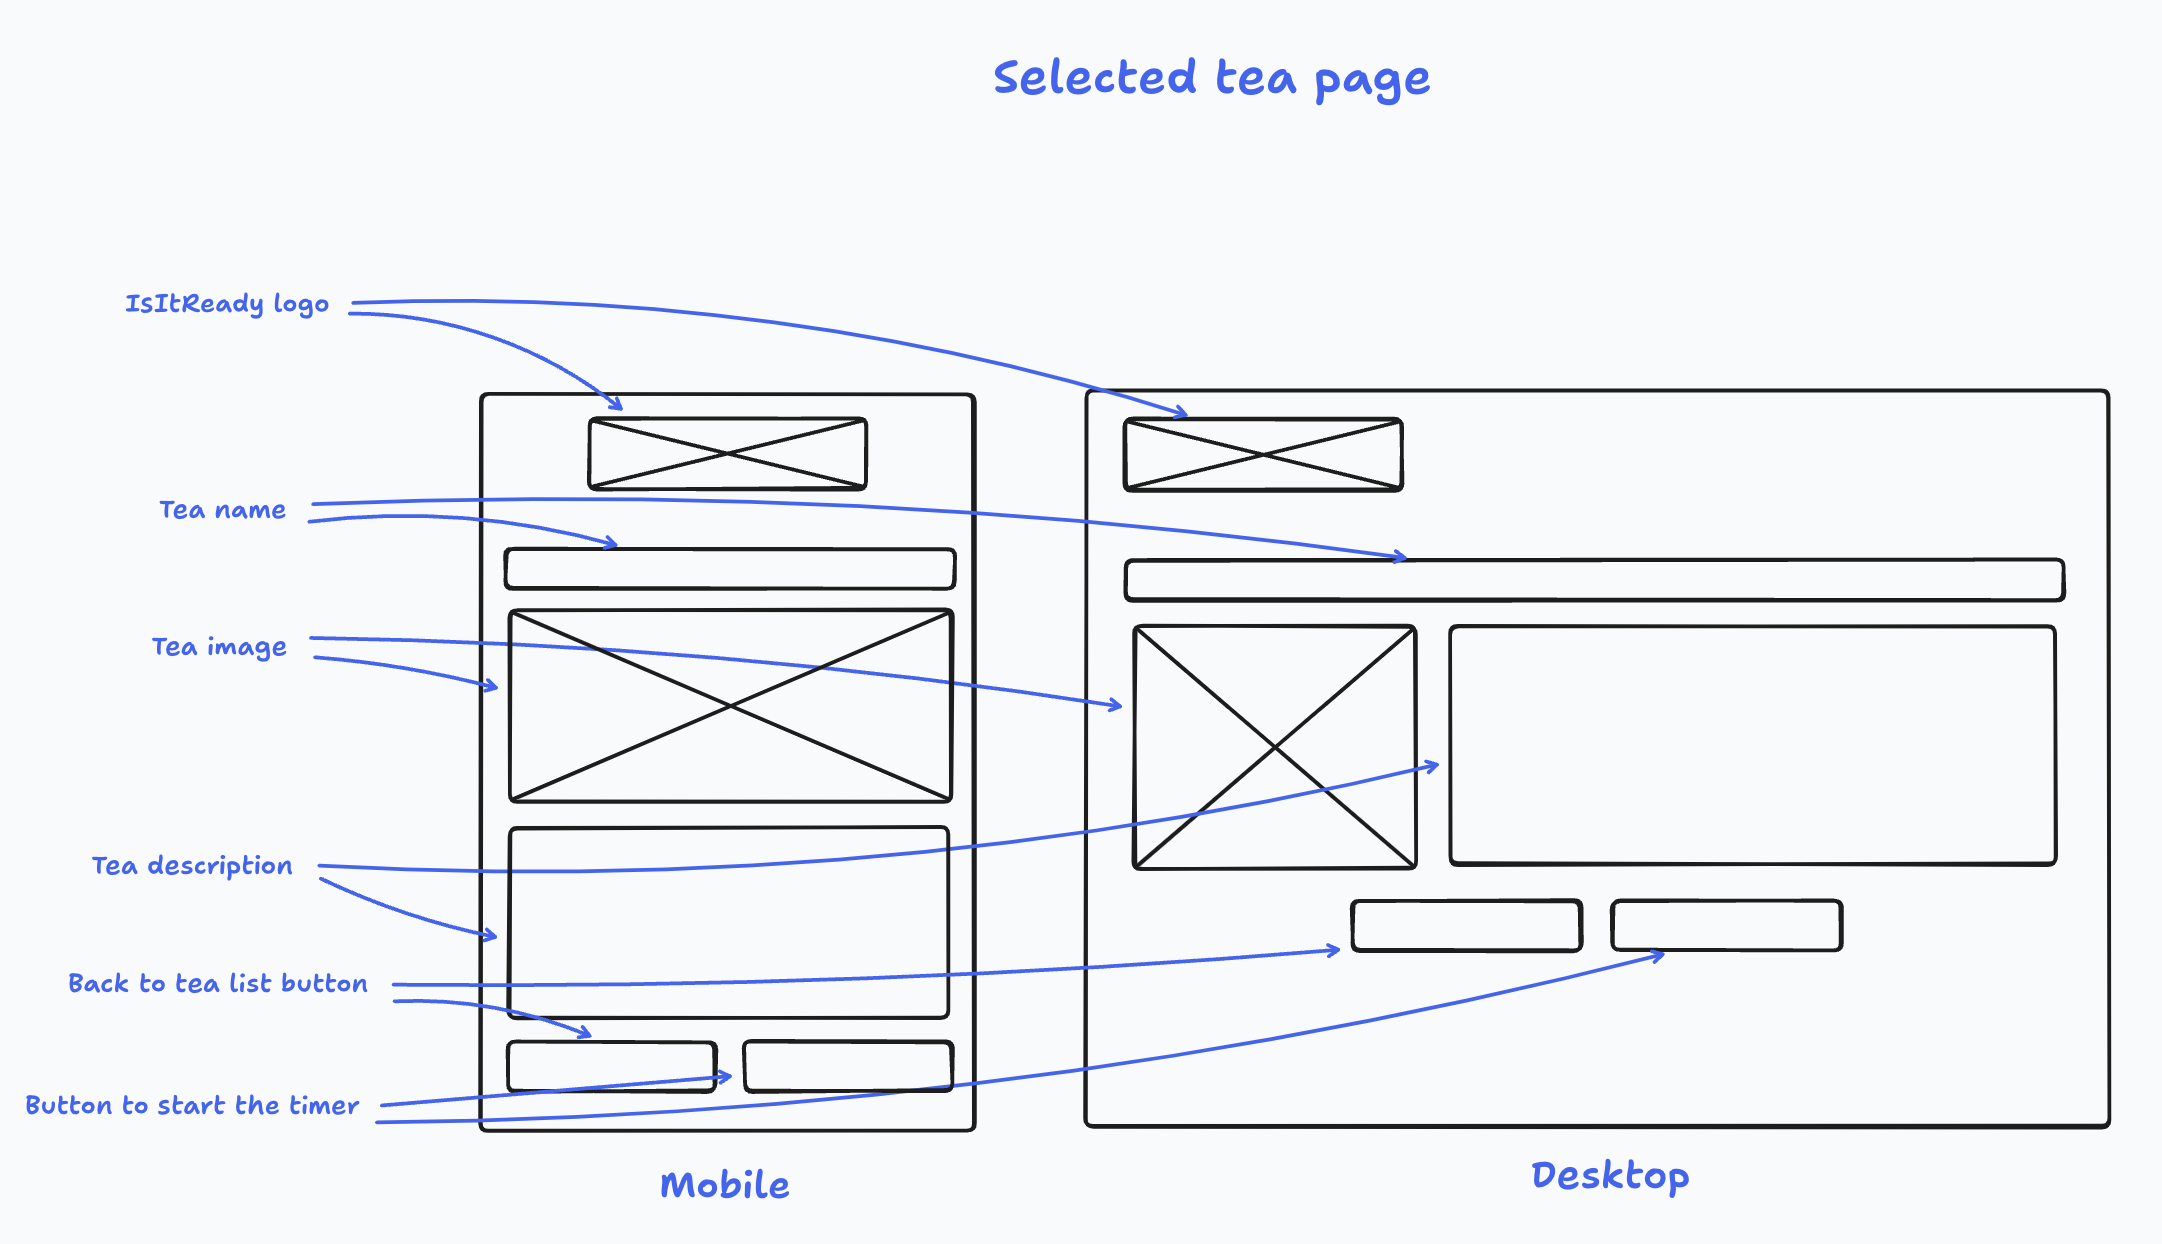 Selected tea page
IsItReady logo
Tea name
Tea image
Tea description
Back to tea list button
Button to start the timer
Mobile
Desktop